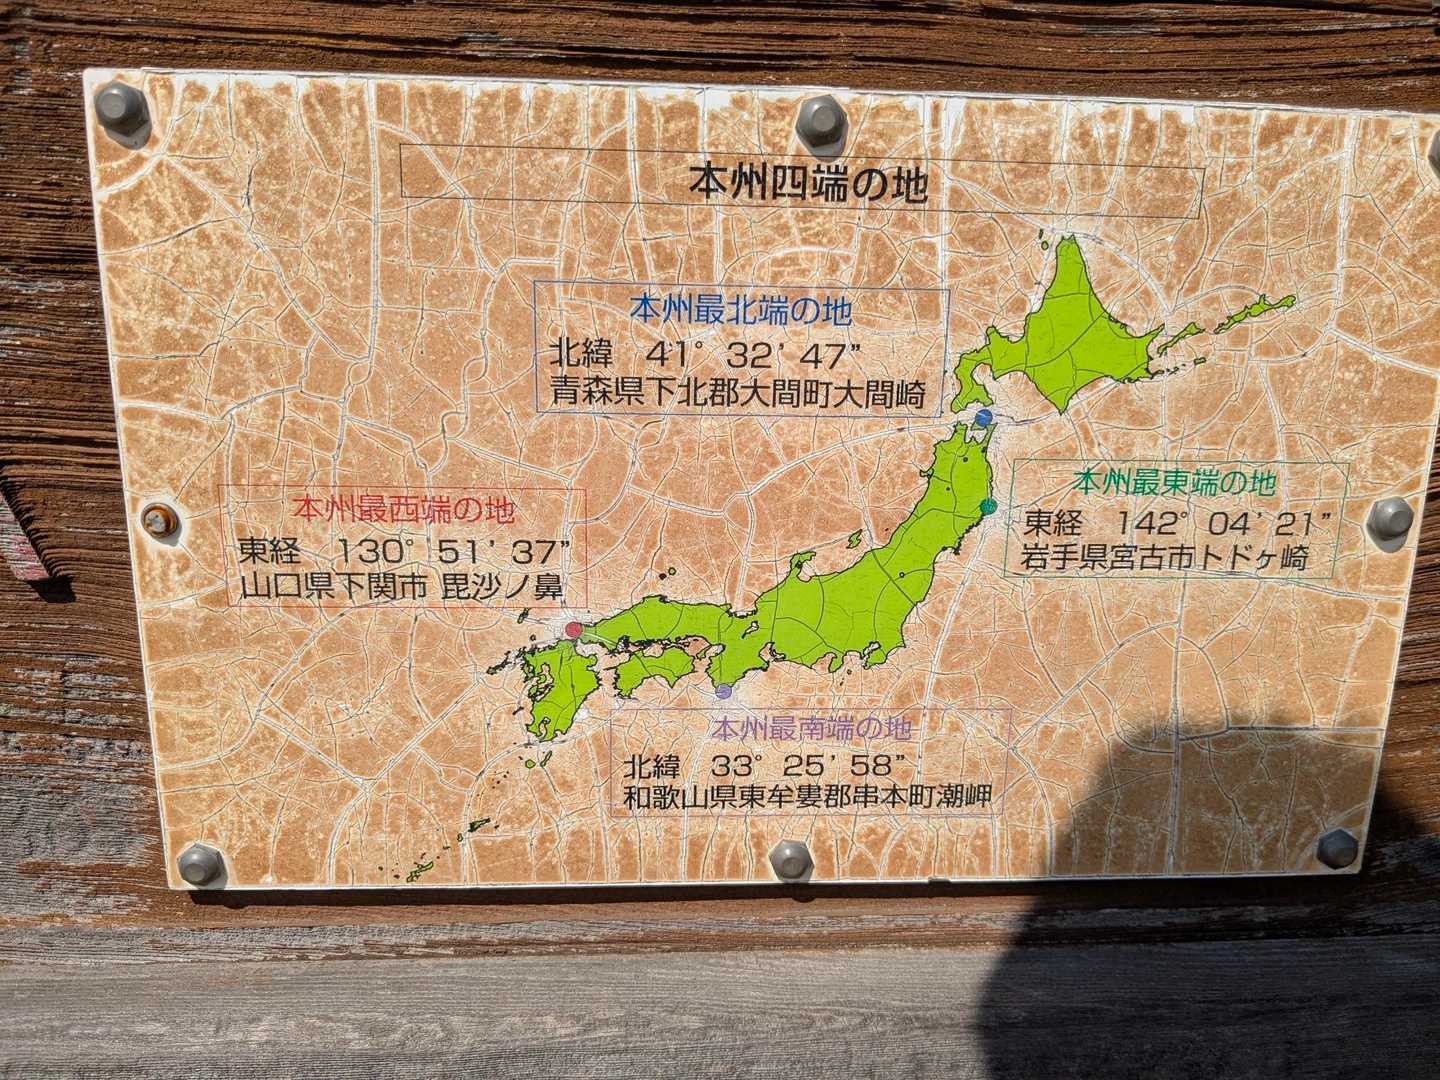 本州四端の地
本州最北端の地
北緯 41° 32' 47”
青森県下北郡大間町大間崎
本州最東端の地
東経 142° 04' 21”
岩手県宮古市トドヶ崎
本州最西端の地
東経 130° 51' 37”
山口県下関市 毘沙ノ鼻
本州最南端の地
北緯 33° 25' 58”
和歌山県東牟婁郡串本町潮岬